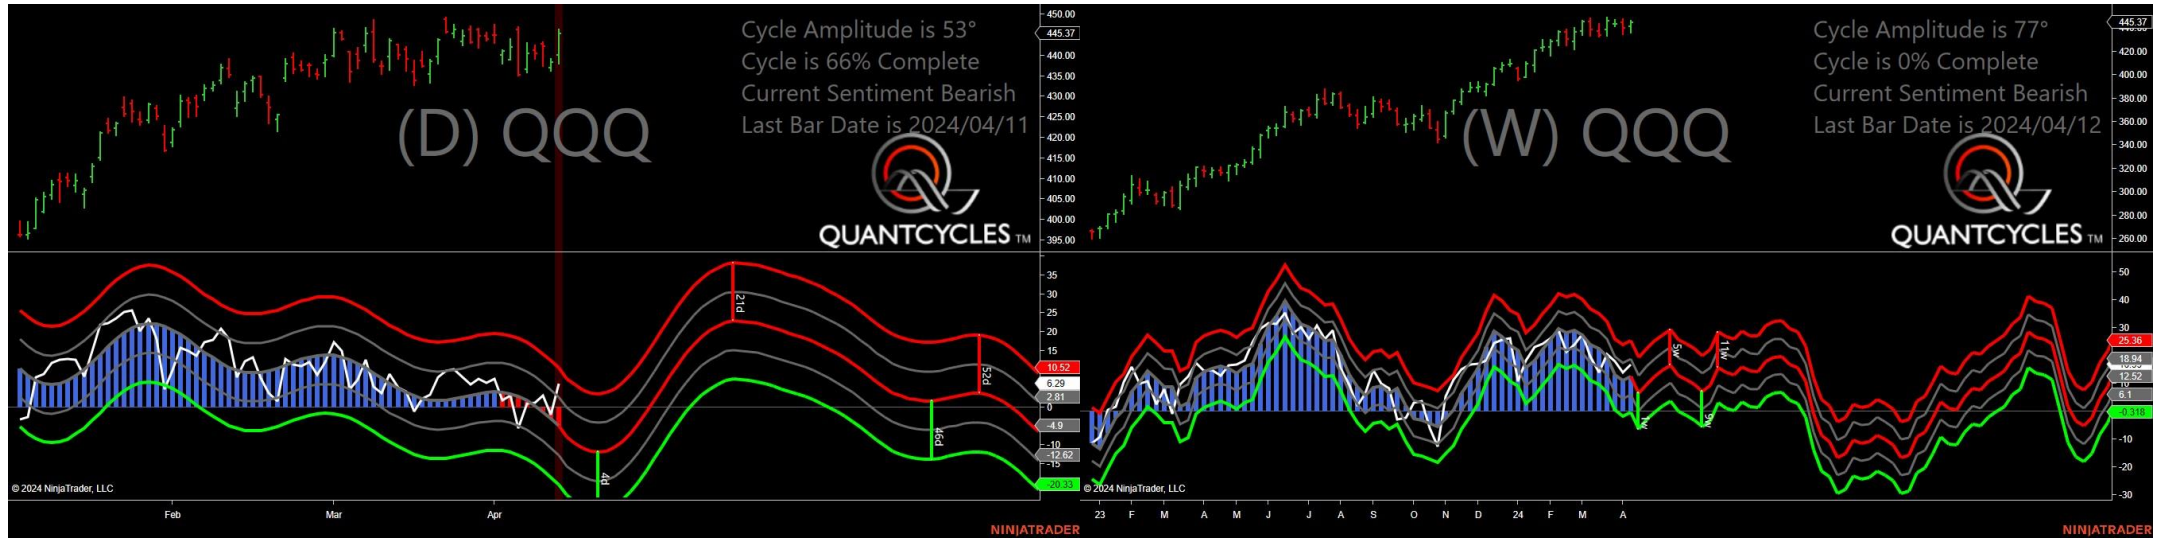 Cycle Amplitude is 53°
Cycle is 66% Complete
Current Sentiment Bearish
Last Bar Date is 2024/04/11
(D) QQQ
QUANTCYCLES TM
450.00
445.37
440.00
435.00
430.00
425.00
420.00
415.00
410.00
405.00
400.00
395.00
35
30
25
20
15
10.52
6.29
2.81
0
-4.9
-10
-12.62
-15
-20.33
21d
52d
46d
4d
© 2024 NinjaTrader, LLC
Feb Mar Apr
NINJATRADER
Cycle Amplitude is 77°
Cycle is 0% Complete
Current Sentiment Bearish
Last Bar Date is 2024/04/12
(W) QQQ
QUANTCYCLES TM
445.37
420.00
400.00
380.00
360.00
340.00
320.00
300.00
280.00
260.00
50
40
30
25.36
18.94
12.52
10
6.1
-0.318
-10
-20
-30
5w
11w
1w
9w
© 2024 NinjaTrader, LLC
23 F M A M J J A S O N D 24 F M A
NINJATRADER